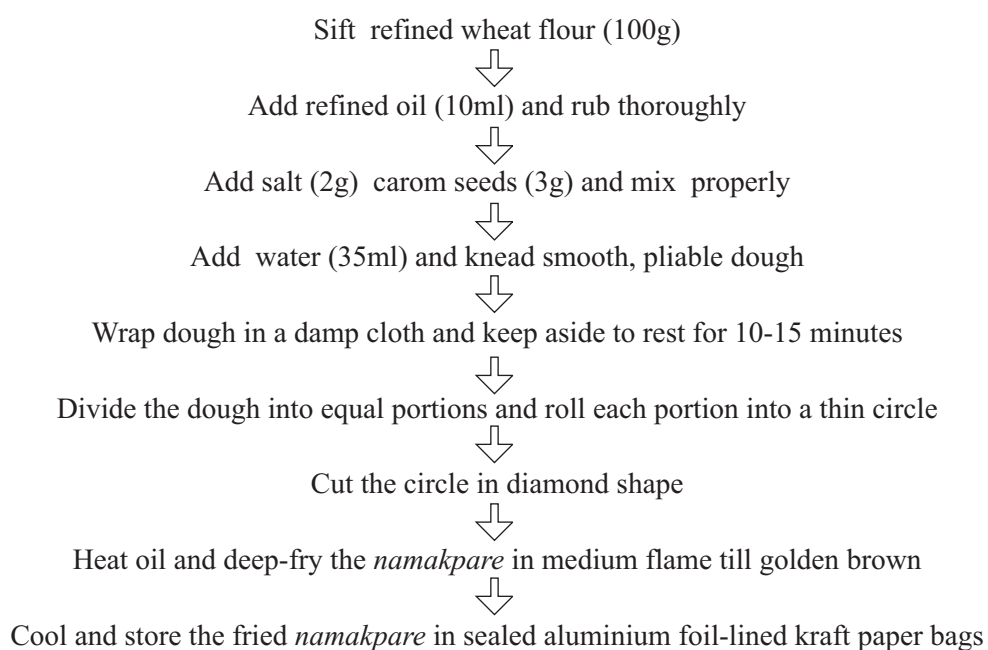 Sift refined wheat flour (100g)
Add refined oil (10ml) and rub thoroughly
Add salt (2g) carom seeds (3g) and mix properly
Add water (35ml) and knead smooth, pliable dough
Wrap dough in a damp cloth and keep aside to rest for 10-15 minutes
Divide the dough into equal portions and roll each portion into a thin circle
Cut the circle in diamond shape
Heat oil and deep-fry the namakpare in medium flame till golden brown
Cool and store the fried namakpare in sealed aluminium foil-lined kraft paper bags